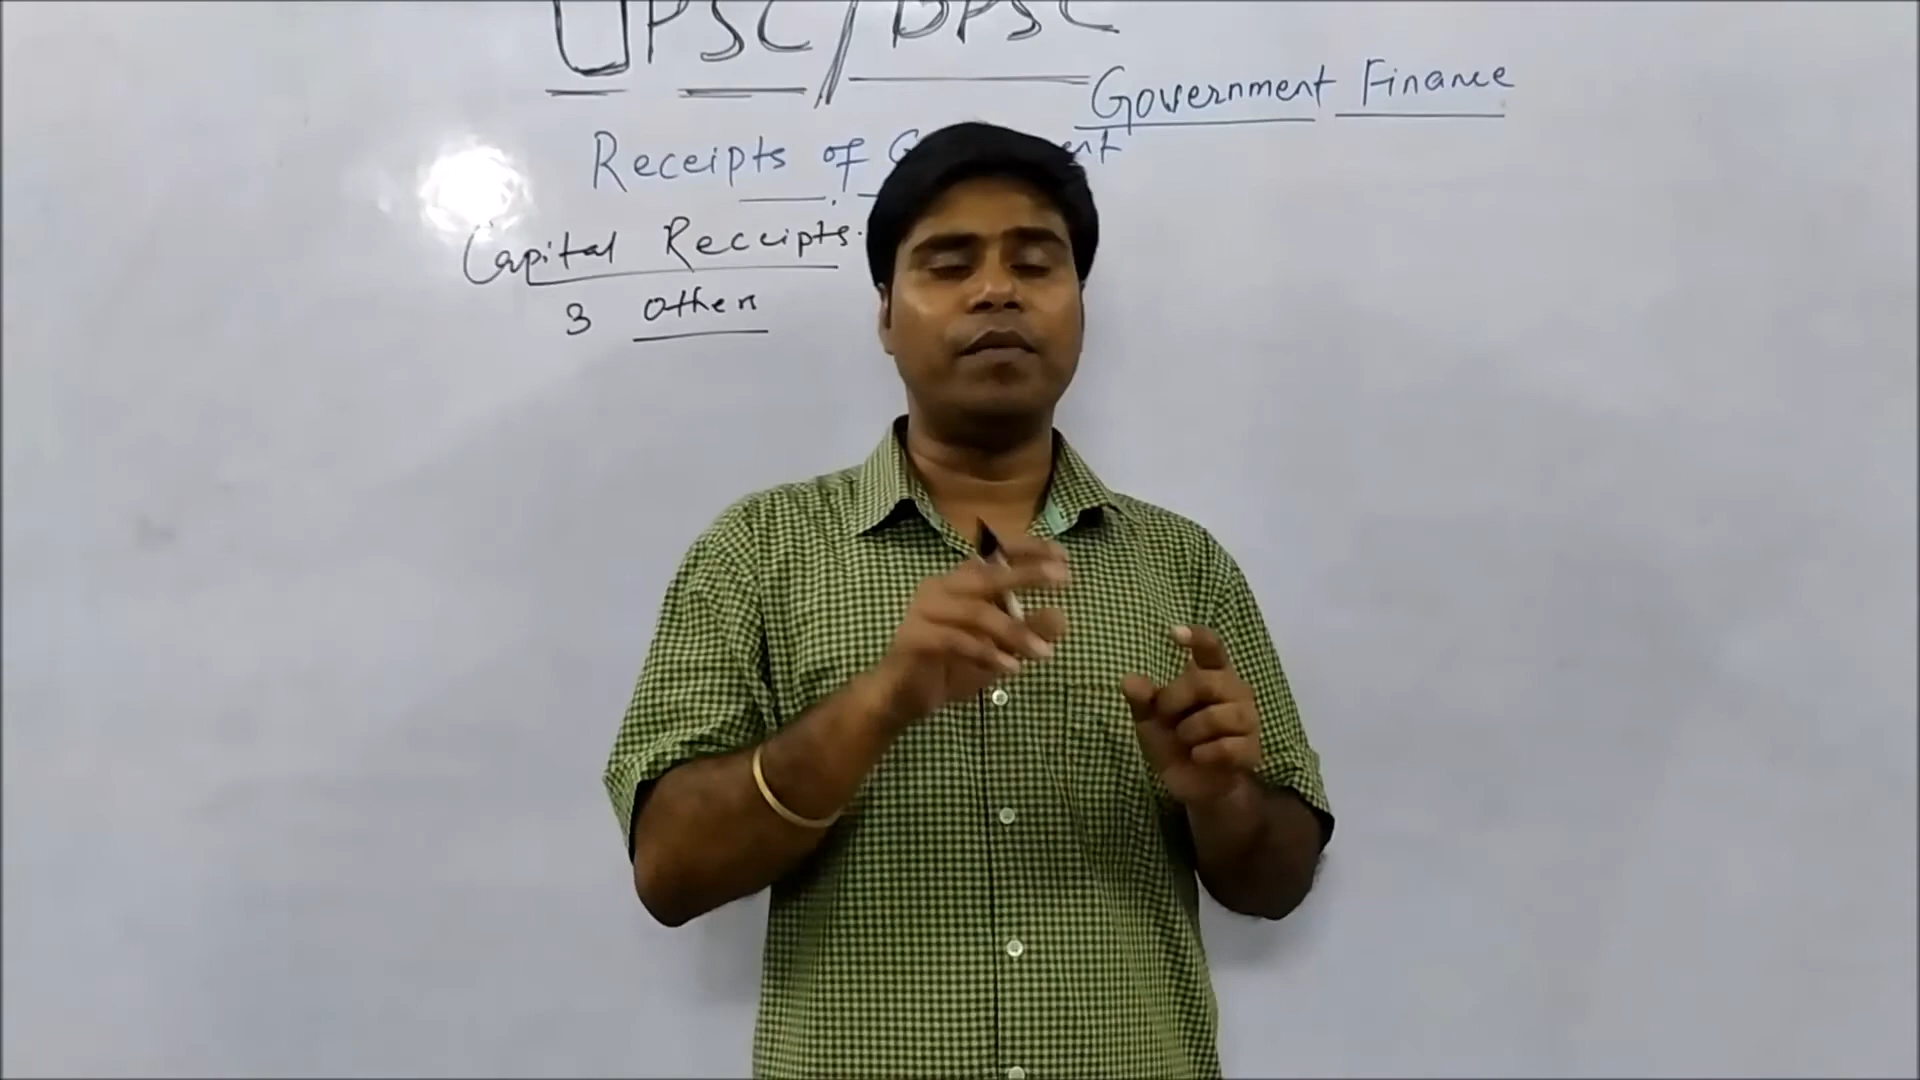 UPSC/BPSC
Government Finance
Receipts of
Capital Receipts.
3 others